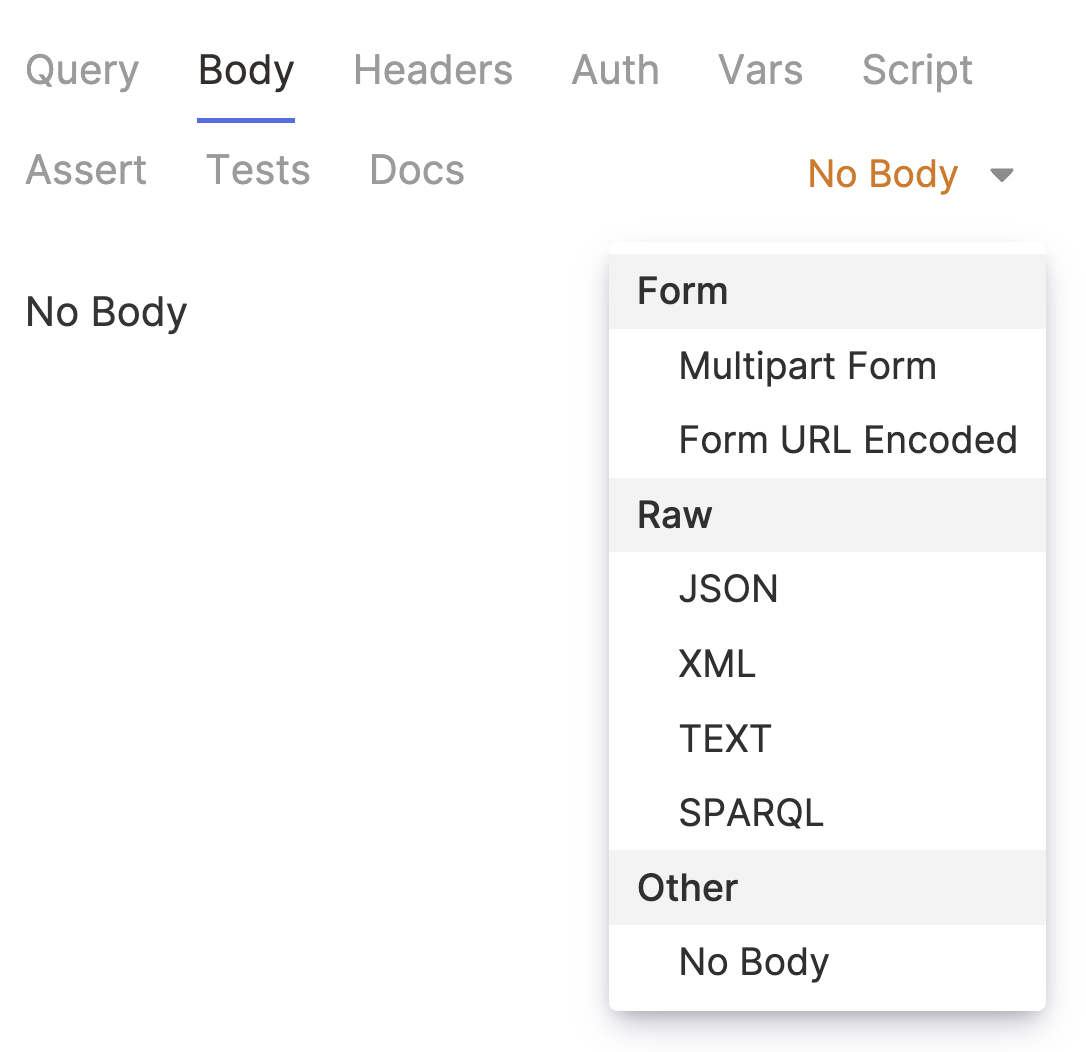 Query Body Headers Auth Vars Script
Assert Tests Docs No Body
No Body
Form
Multipart Form
Form URL Encoded
Raw
JSON
XML
TEXT
SPARQL
Other
No Body